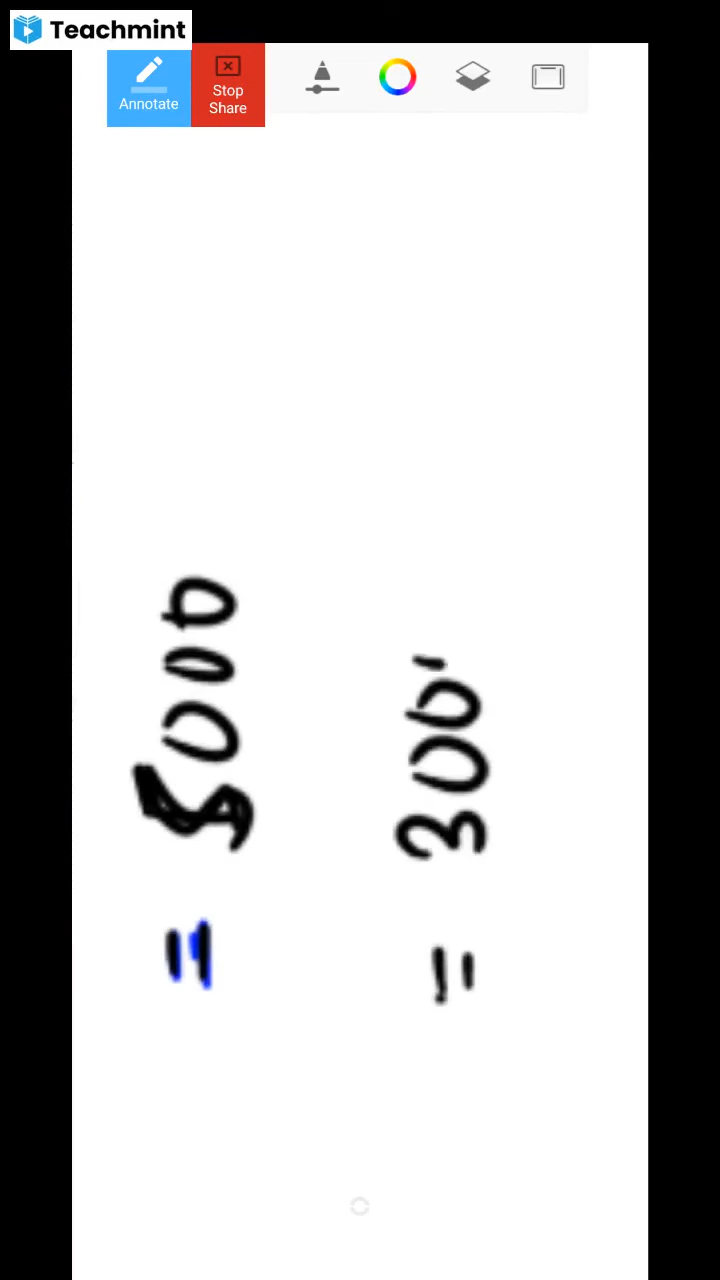 Teachmint
Annotate
Stop
Share
= 5000
= 300'